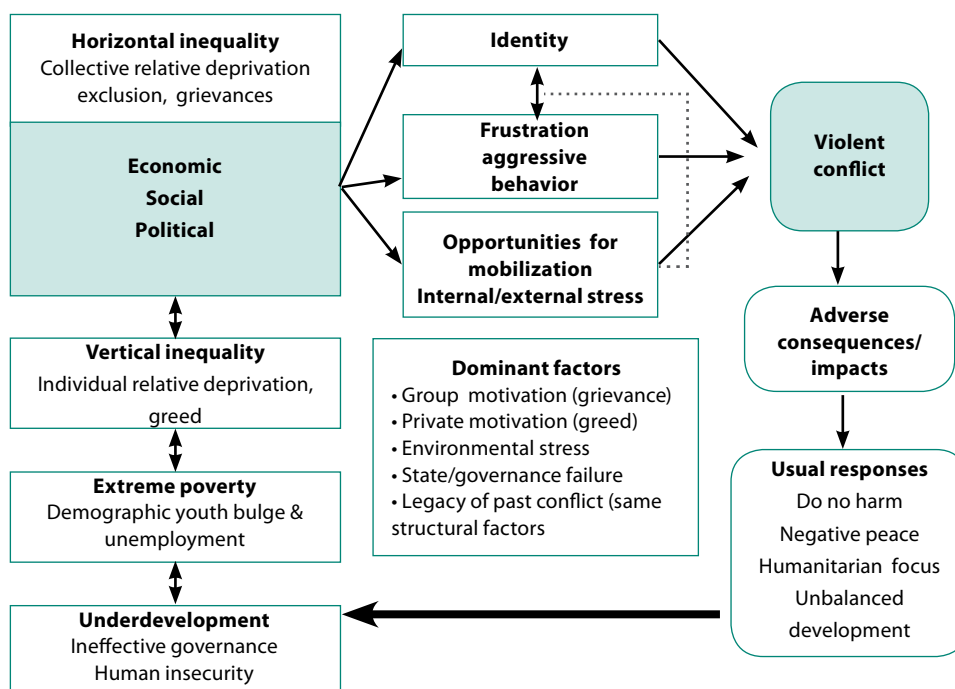 Horizontal inequality
Collective relative deprivation
exclusion, grievances
Economic
Social
Political
Vertical inequality
Individual relative deprivation,
greed
Extreme poverty
Demographic youth bulge &
unemployment
Underdevelopment
Ineffective governance
Human insecurity
Identity
Frustration
aggressive
behavior
Opportunities for
mobilization
Internal/external stress
Dominant factors
• Group motivation (grievance)
• Private motivation (greed)
• Environmental stress
• State/governance failure
• Legacy of past conflict (same
structural factors
Violent
conflict
Adverse
consequences/
impacts
Usual responses
Do no harm
Negative peace
Humanitarian focus
Unbalanced
development